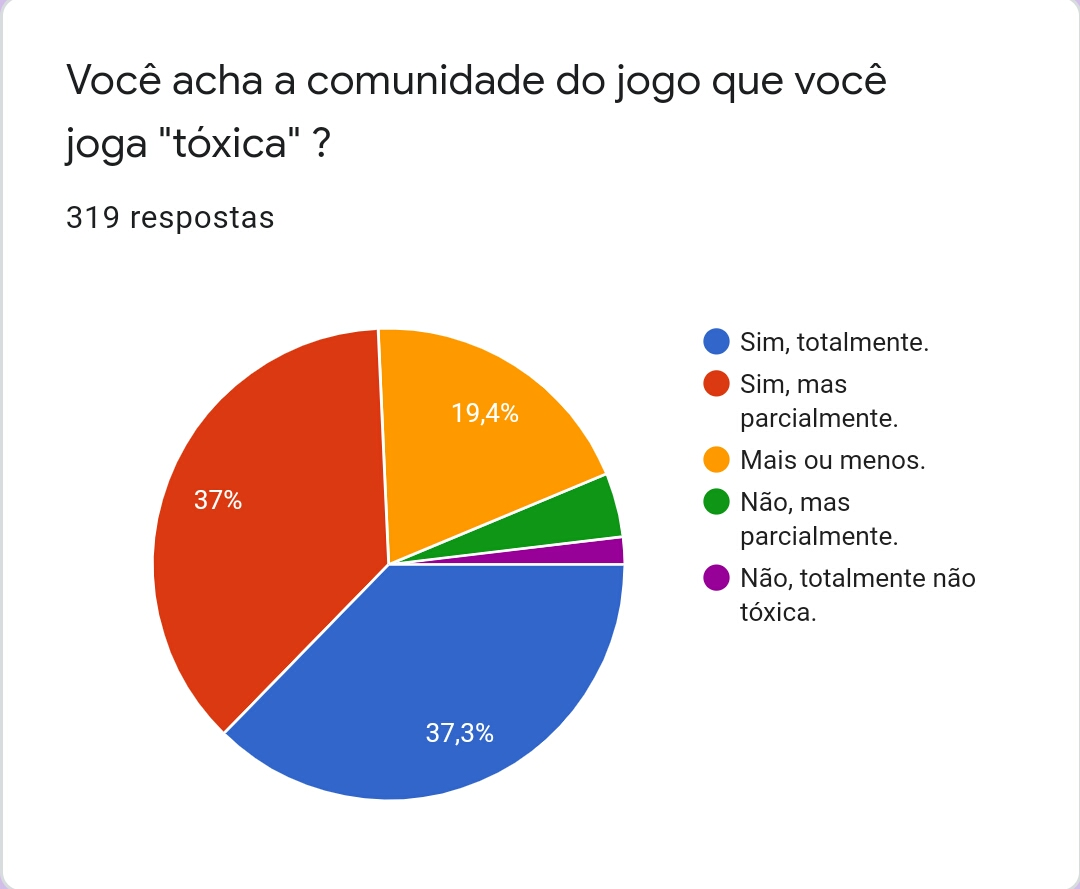 Você acha a comunidade do jogo que você
joga "tóxica" ?
319 respostas
19,4%
37%
37,3%
Sim, totalmente.
Sim, mas
parcialmente.
Mais ou menos.
Não, mas
parcialmente.
Não, totalmente não
tóxica.